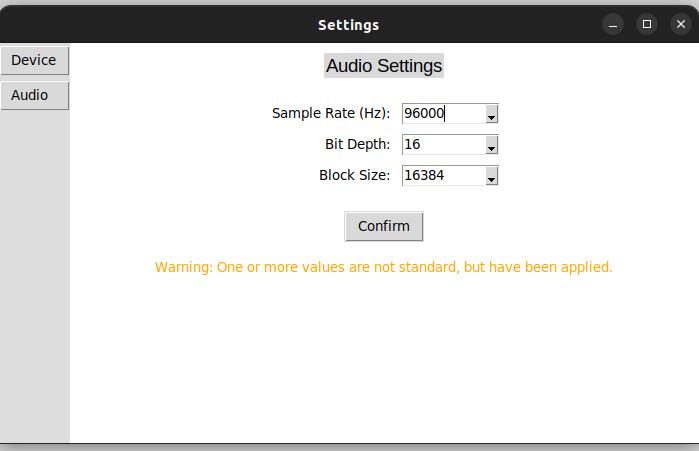 Settings
Device
Audio
Audio Settings
Sample Rate (Hz): 96000
Bit Depth: 16
Block Size: 16384
Confirm
Warning: One or more values are not standard, but have been applied.